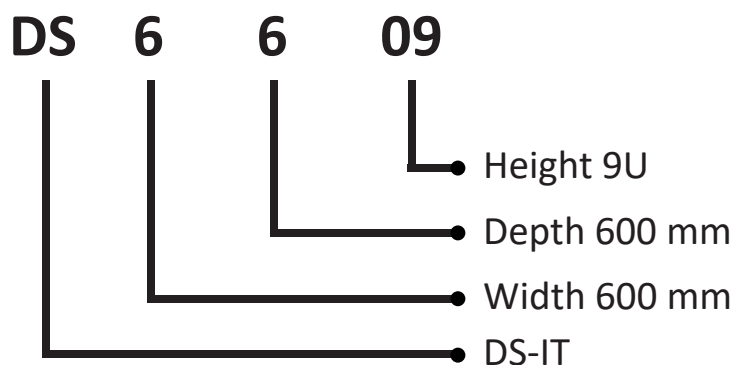 DS 6 6 09
Height 9U
Depth 600 mm
Width 600 mm
DS-IT